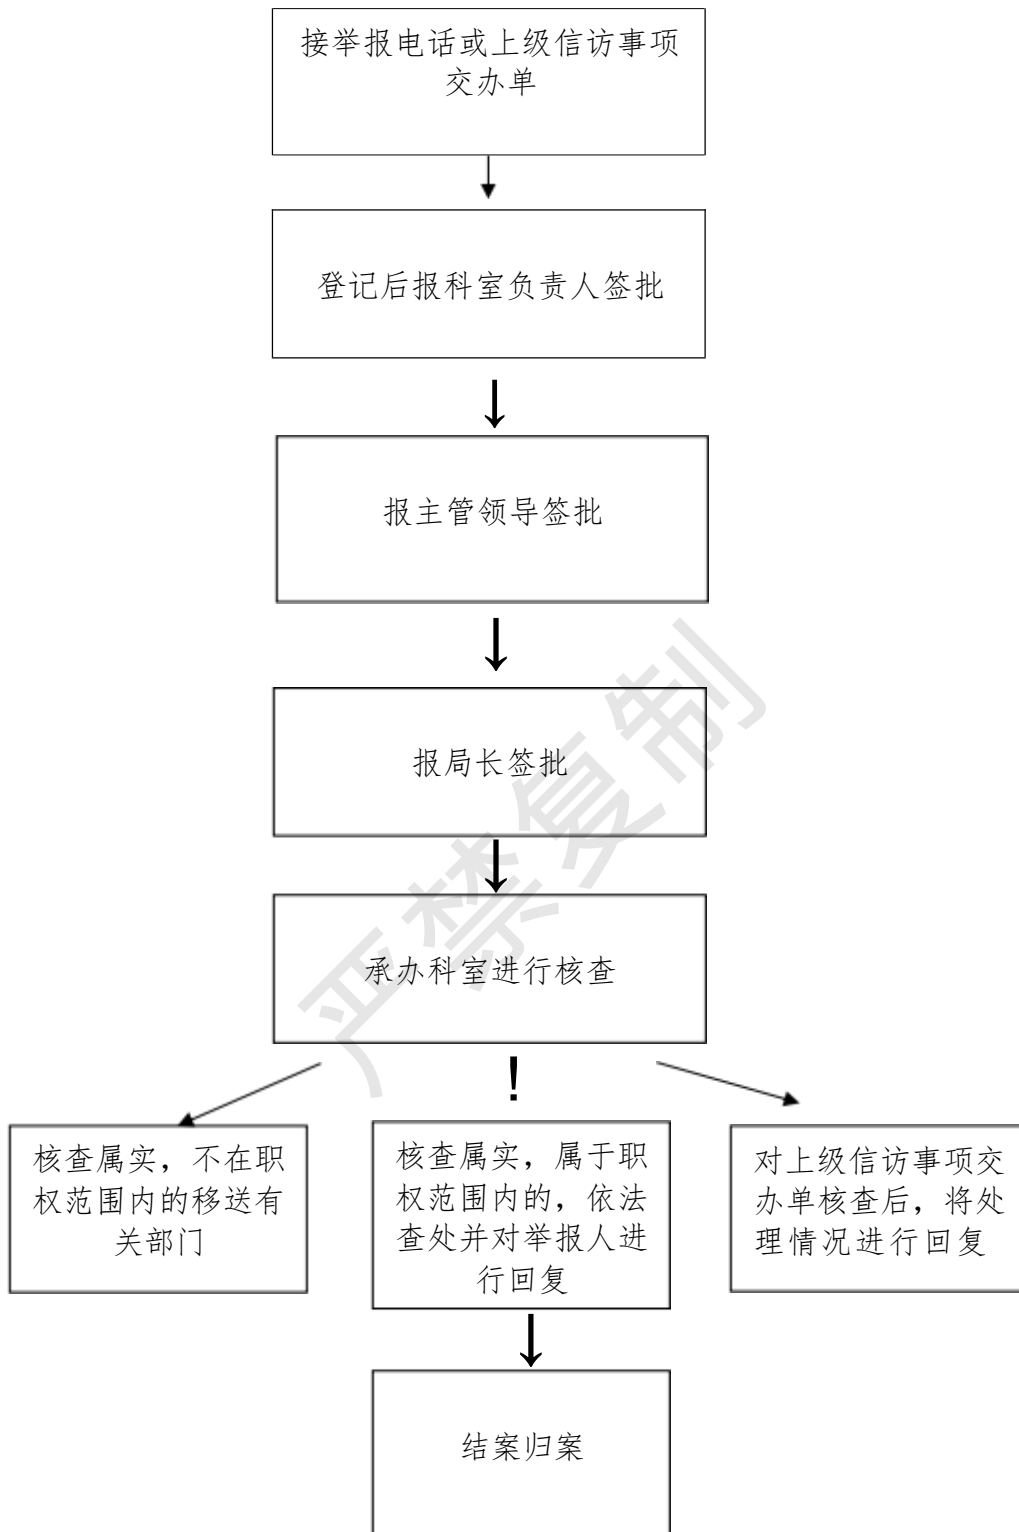 接举报电话或上级信访事项
交办单
登记后报科室负责人签批
报主管领导签批
报局长签批
承办科室进行核查
!
核查属实，不在职
权范围内的移送有
关部门
核查属实，属于职
权范围内的，依法
查处并对举报人进
行回复
对上级信访事项交
办单核查后，将处
理情况进行回复
结案归案
严禁复制